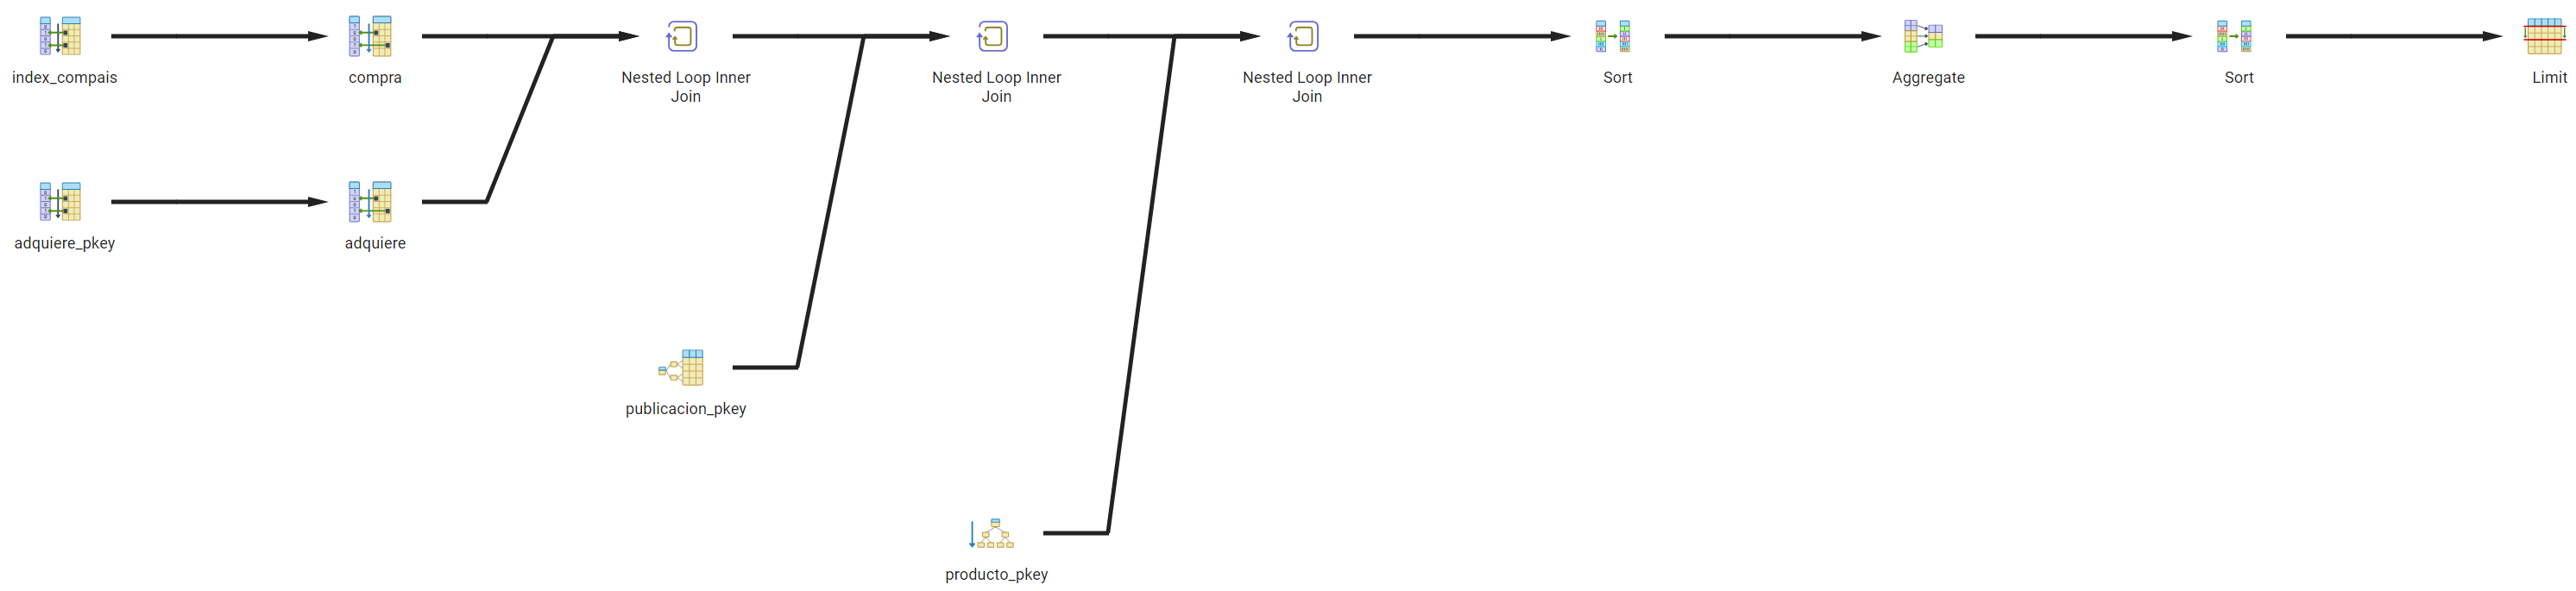 index_compais
compra
Nested Loop Inner
Join
Nested Loop Inner
Join
Nested Loop Inner
Join
Sort
Aggregate
Sort
Limit
adquiere_pkey
adquiere
publicacion_pkey
producto_pkey